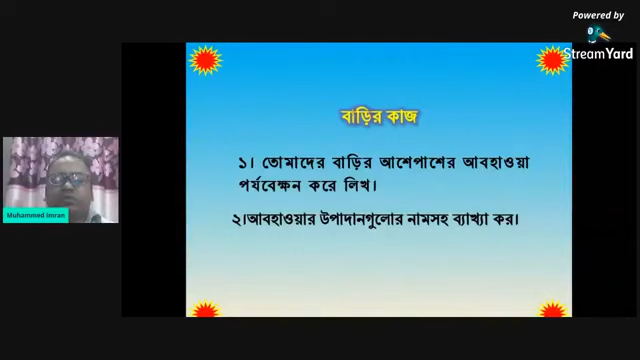 Powered by
StreamYard
বাড়ির কাজ
১। তোমাদের বাড়ির আশেপাশের আবহাওয়া
পর্যবেক্ষন করে লিখ।
২।আবহাওয়ার উপাদানগুলোর নামসহ ব্যাখ্যা কর।
Muhammed Imran